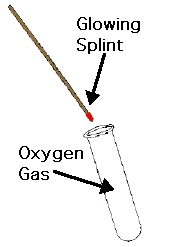 Glowing
Splint
Oxygen
Gas